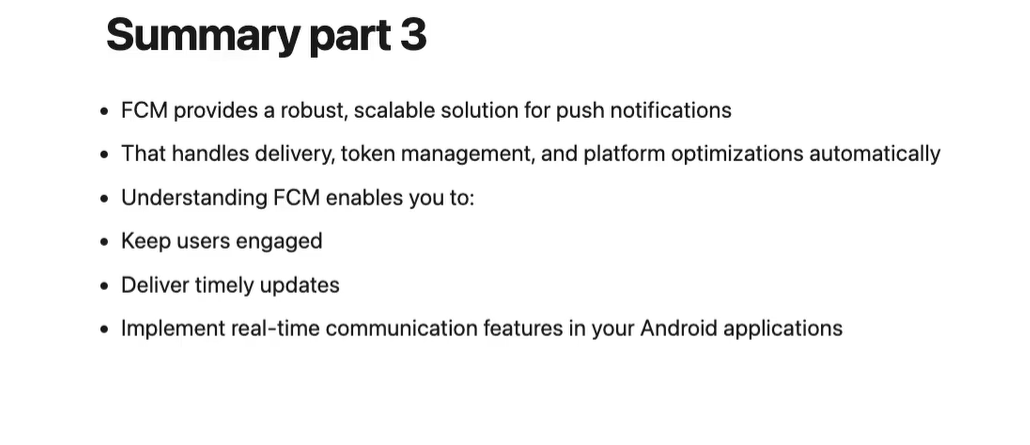 Summary part 3
• FCM provides a robust, scalable solution for push notifications
• That handles delivery, token management, and platform optimizations automatically
• Understanding FCM enables you to:
• Keep users engaged
• Deliver timely updates
• Implement real-time communication features in your Android applications